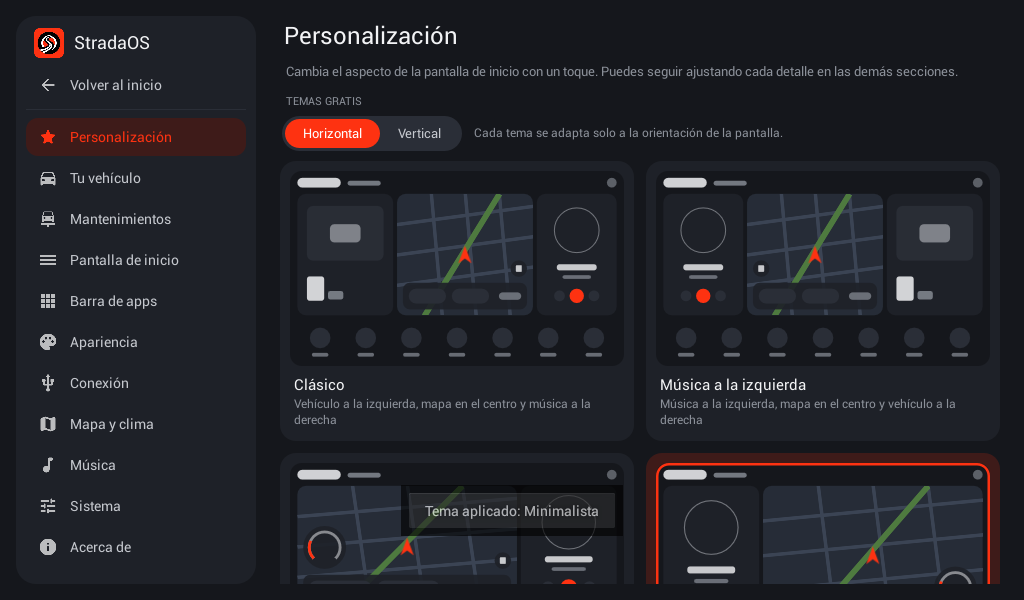 StradaOS
Volver al inicio
Personalización
Tu vehículo
Mantenimientos
Pantalla de inicio
Barra de apps
Apariencia
Conexión
Mapa y clima
Música
Sistema
Acerca de
Personalización
Cambia el aspecto de la pantalla de inicio con un toque. Puedes seguir ajustando cada detalle en las demás secciones.
TEMAS GRATIS
Horizontal
Vertical
Cada tema se adapta solo a la orientación de la pantalla.
Clásico
Vehículo a la izquierda, mapa en el centro y música a la
derecha
Música a la izquierda
Música a la izquierda, mapa en el centro y vehículo a la
derecha
Tema aplicado: Minimalista